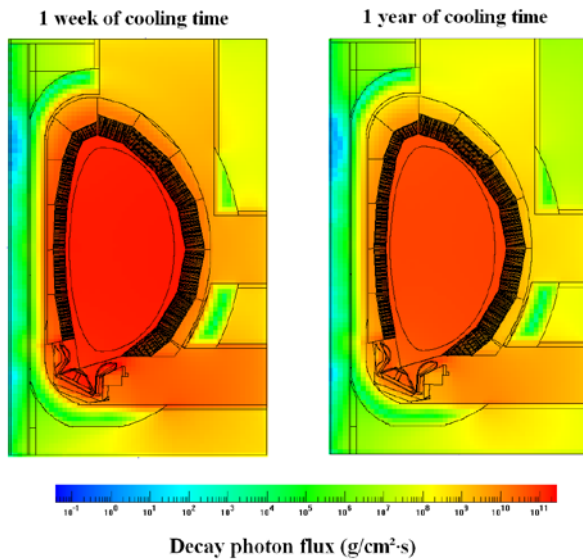 1 week of cooling time
1 year of cooling time
10⁻¹ 10⁰ 10¹ 10² 10³ 10⁴ 10⁵ 10⁶ 10⁷ 10⁸ 10⁹ 10¹⁰ 10¹¹
Decay photon flux (g/cm²·s)